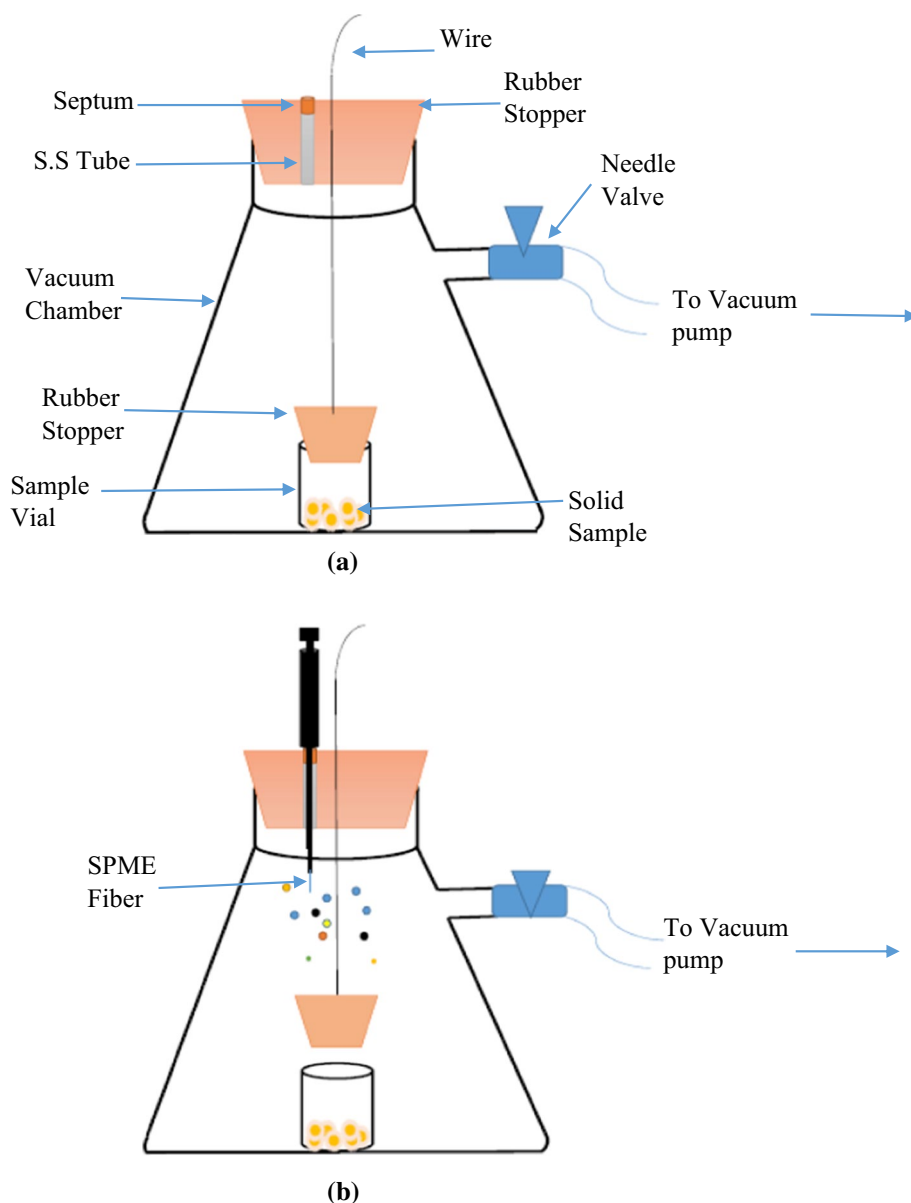 Wire
Septum
Rubber
Stopper
S.S Tube
Needle
Valve
Vacuum
Chamber
To Vacuum
pump
Rubber
Stopper
Sample
Vial
Solid
Sample
(a)
SPME
Fiber
To Vacuum
pump
(b)